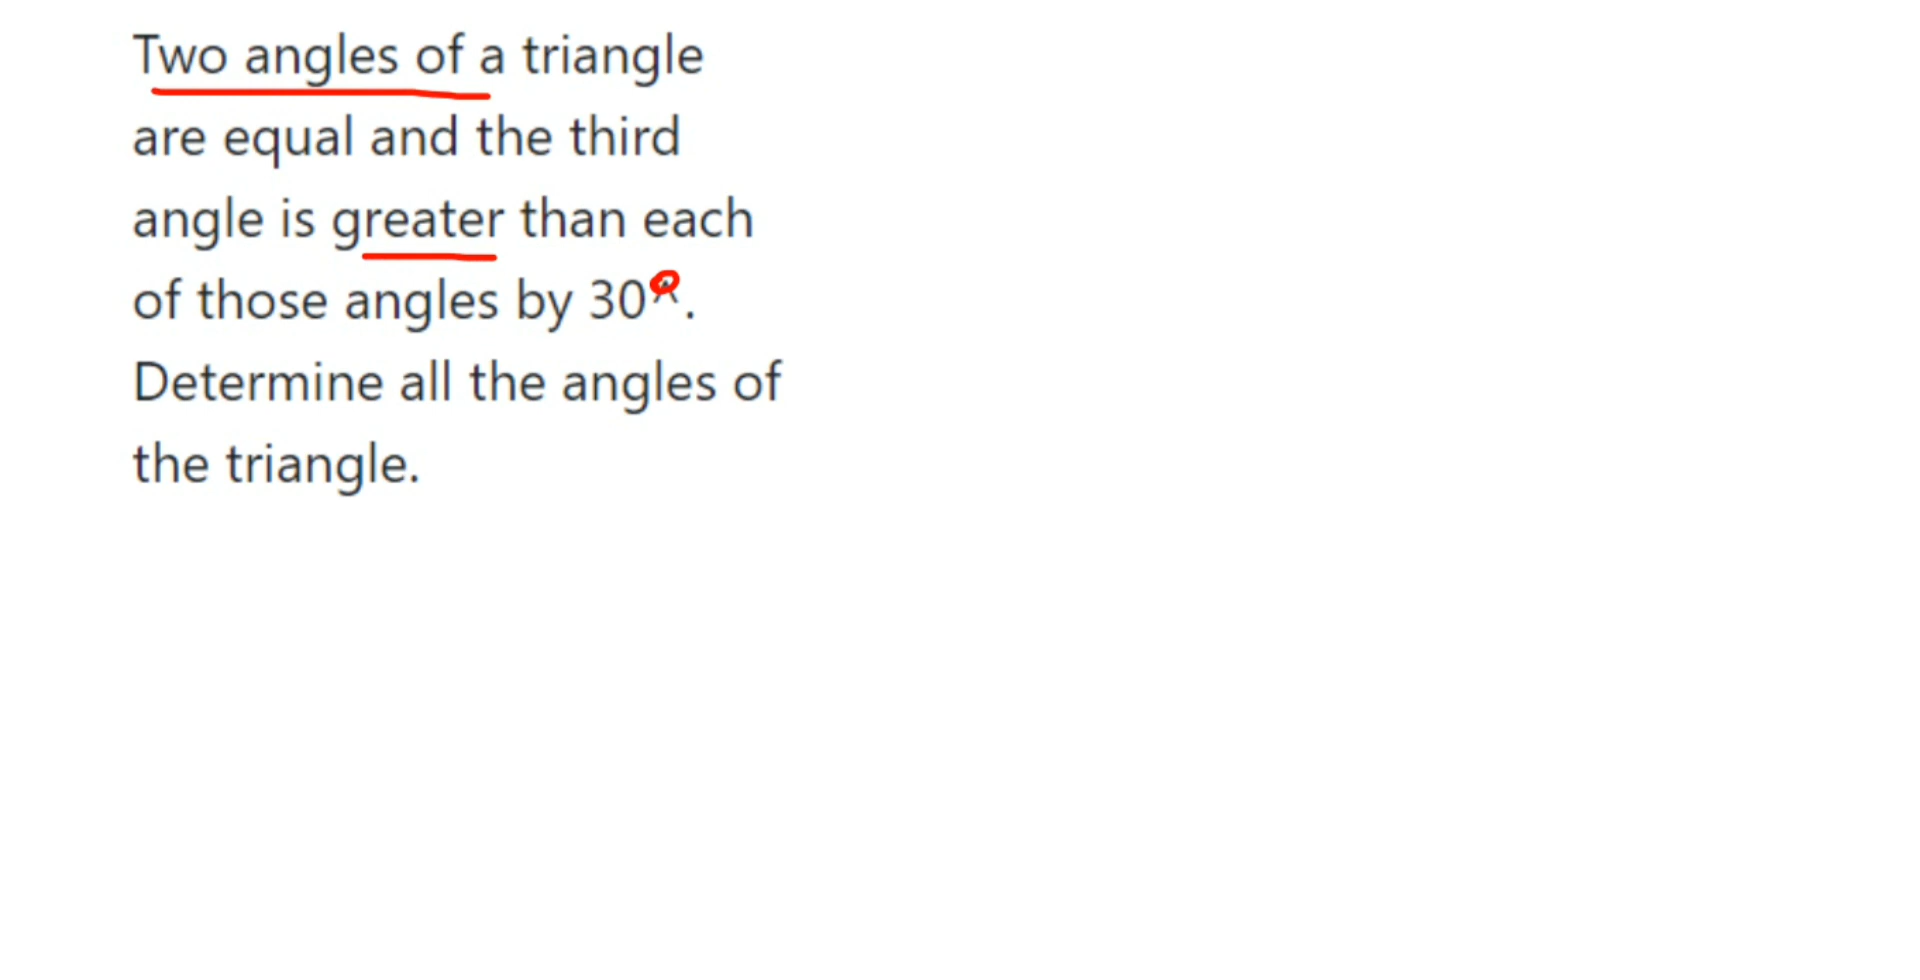 Two angles of a triangle
are equal and the third
angle is greater than each
of those angles by 30°.
Determine all the angles of
the triangle.